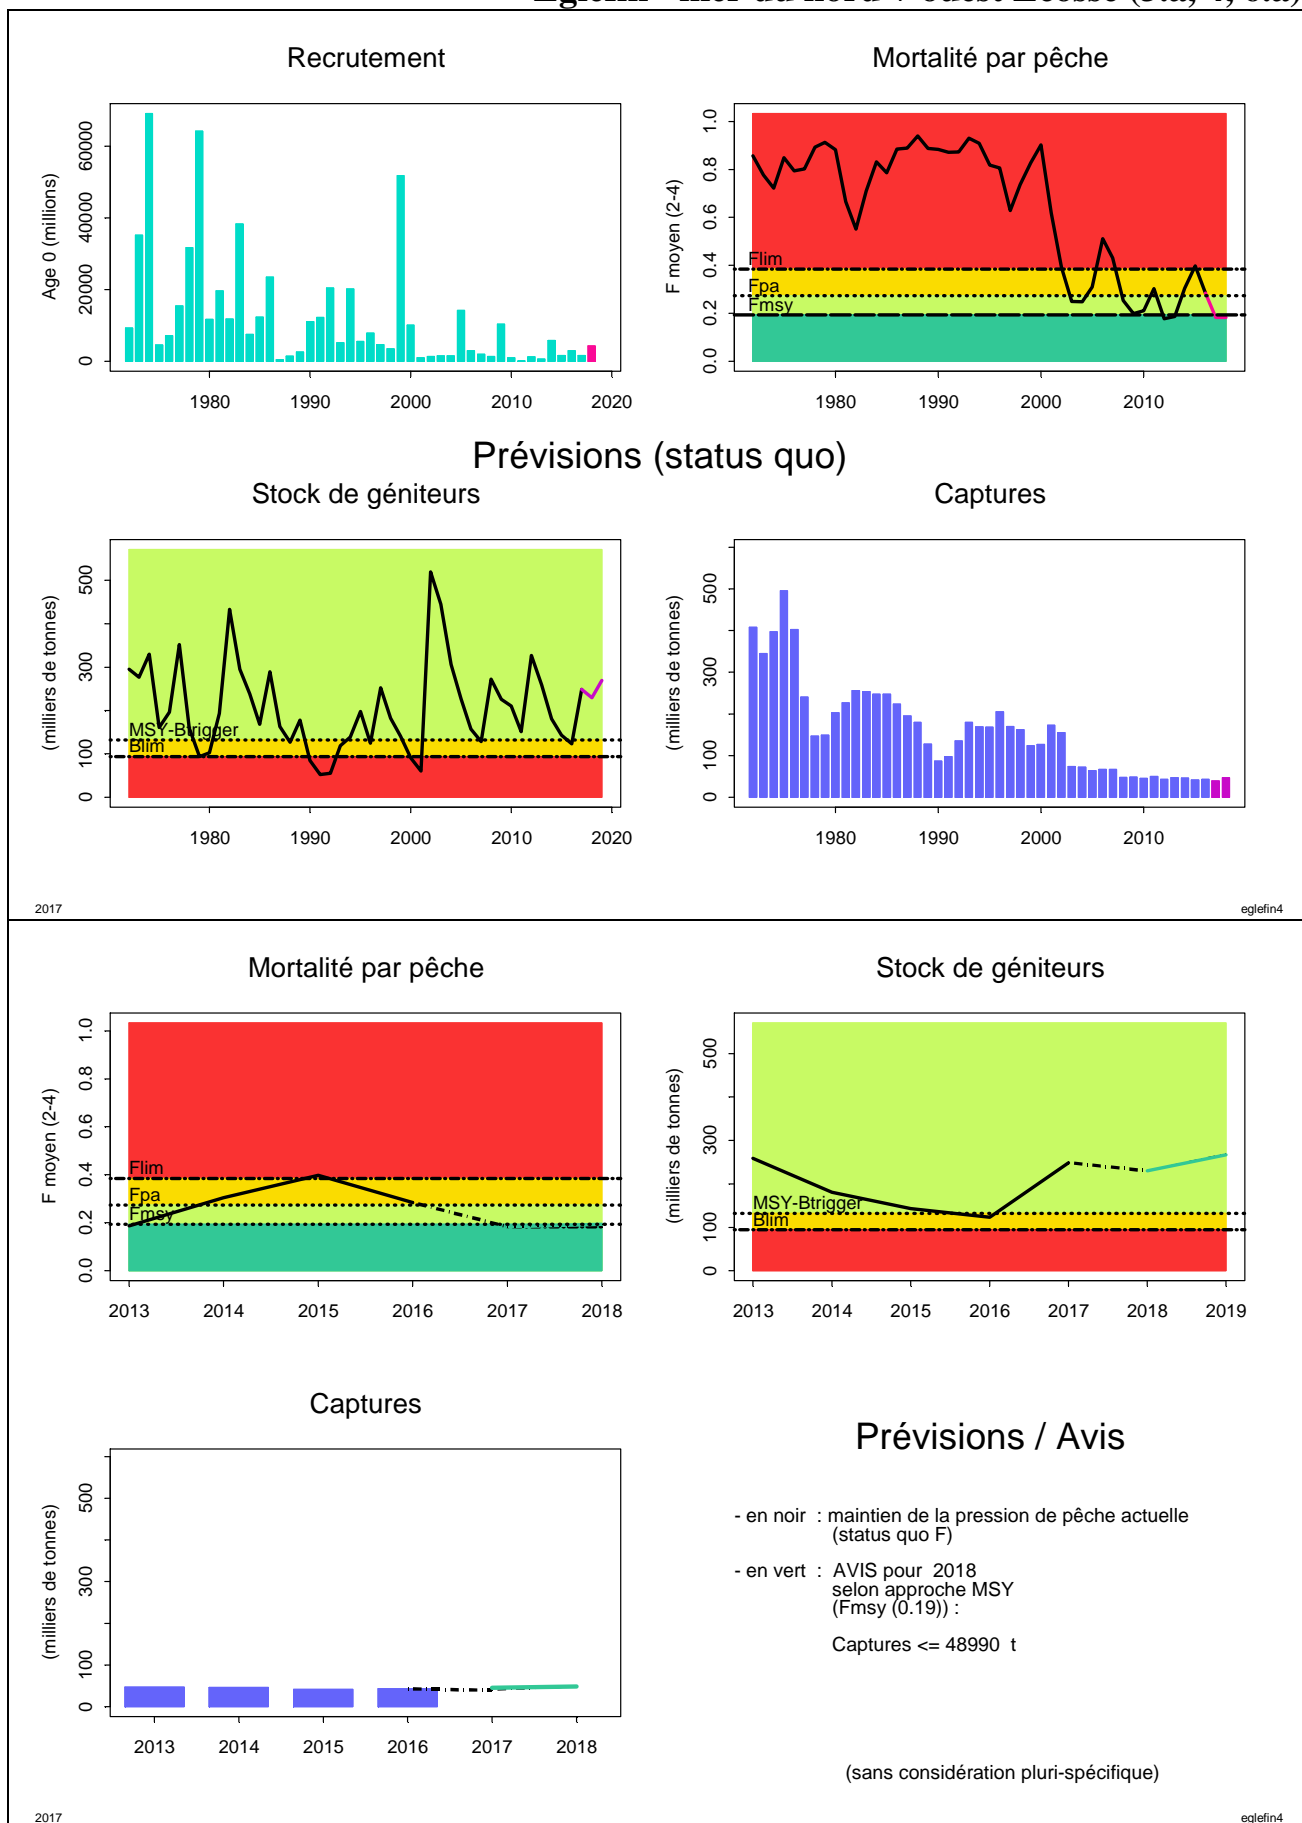 Recrutement
Mortalité par pêche
Age 0 (millions)
0 20000 40000 60000
1980 1990 2000 2010 2020
F moyen (2-4)
0.0 0.2 0.4 0.6 0.8 1.0
Flim
Fpa
Fmsy
1980 1990 2000 2010
Prévisions (status quo)
Stock de géniteurs
Captures
(milliers de tonnes)
0 100 300 500
MSY-Btrigger
Blim
1980 1990 2000 2010 2020
(milliers de tonnes)
0 100 300 500
1980 1990 2000 2010
2017
eglefin4
Mortalité par pêche
Stock de géniteurs
F moyen (2-4)
0.0 0.2 0.4 0.6 0.8 1.0
Flim
Fpa
Fmsy
2013 2014 2015 2016 2017 2018
(milliers de tonnes)
0 100 300 500
MSY-Btrigger
Blim
2013 2014 2015 2016 2017 2018 2019
Captures
(milliers de tonnes)
0 100 300 500
2013 2014 2015 2016 2017 2018
Prévisions / Avis
- en noir : maintien de la pression de pêche actuelle
(status quo F)
- en vert : AVIS pour 2018
selon approche MSY
(Fmsy (0.19)) :
Captures <= 48990 t
(sans considération pluri-spécifique)
2017
eglefin4